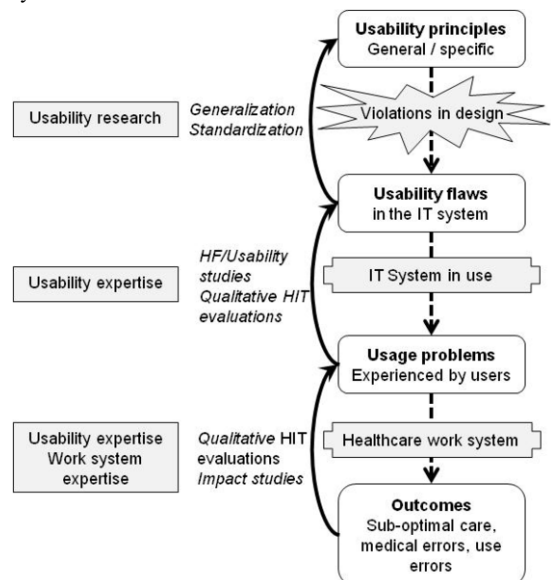 Usability principles
General / specific
Usability research
Generalization
Standardization
Violations in design
Usability flaws
in the IT system
Usability expertise
HF/Usability
studies
Qualitative HIT
evaluations
IT System in use
Usage problems
Experienced by users
Usability expertise
Work system
expertise
Qualitative HIT
evaluations
Impact studies
Healthcare work system
Outcomes
Sub-optimal care,
medical errors, use
errors